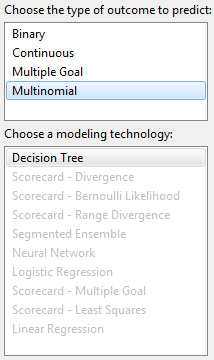 Choose the type of outcome to predict:
Binary
Continuous
Multiple Goal
Multinomial
Choose a modeling technology:
Decision Tree
Scorecard - Divergence
Scorecard - Bernoulli Likelihood
Scorecard - Range Divergence
Segmented Ensemble
Neural Network
Logistic Regression
Scorecard - Multiple Goal
Scorecard - Least Squares
Linear Regression